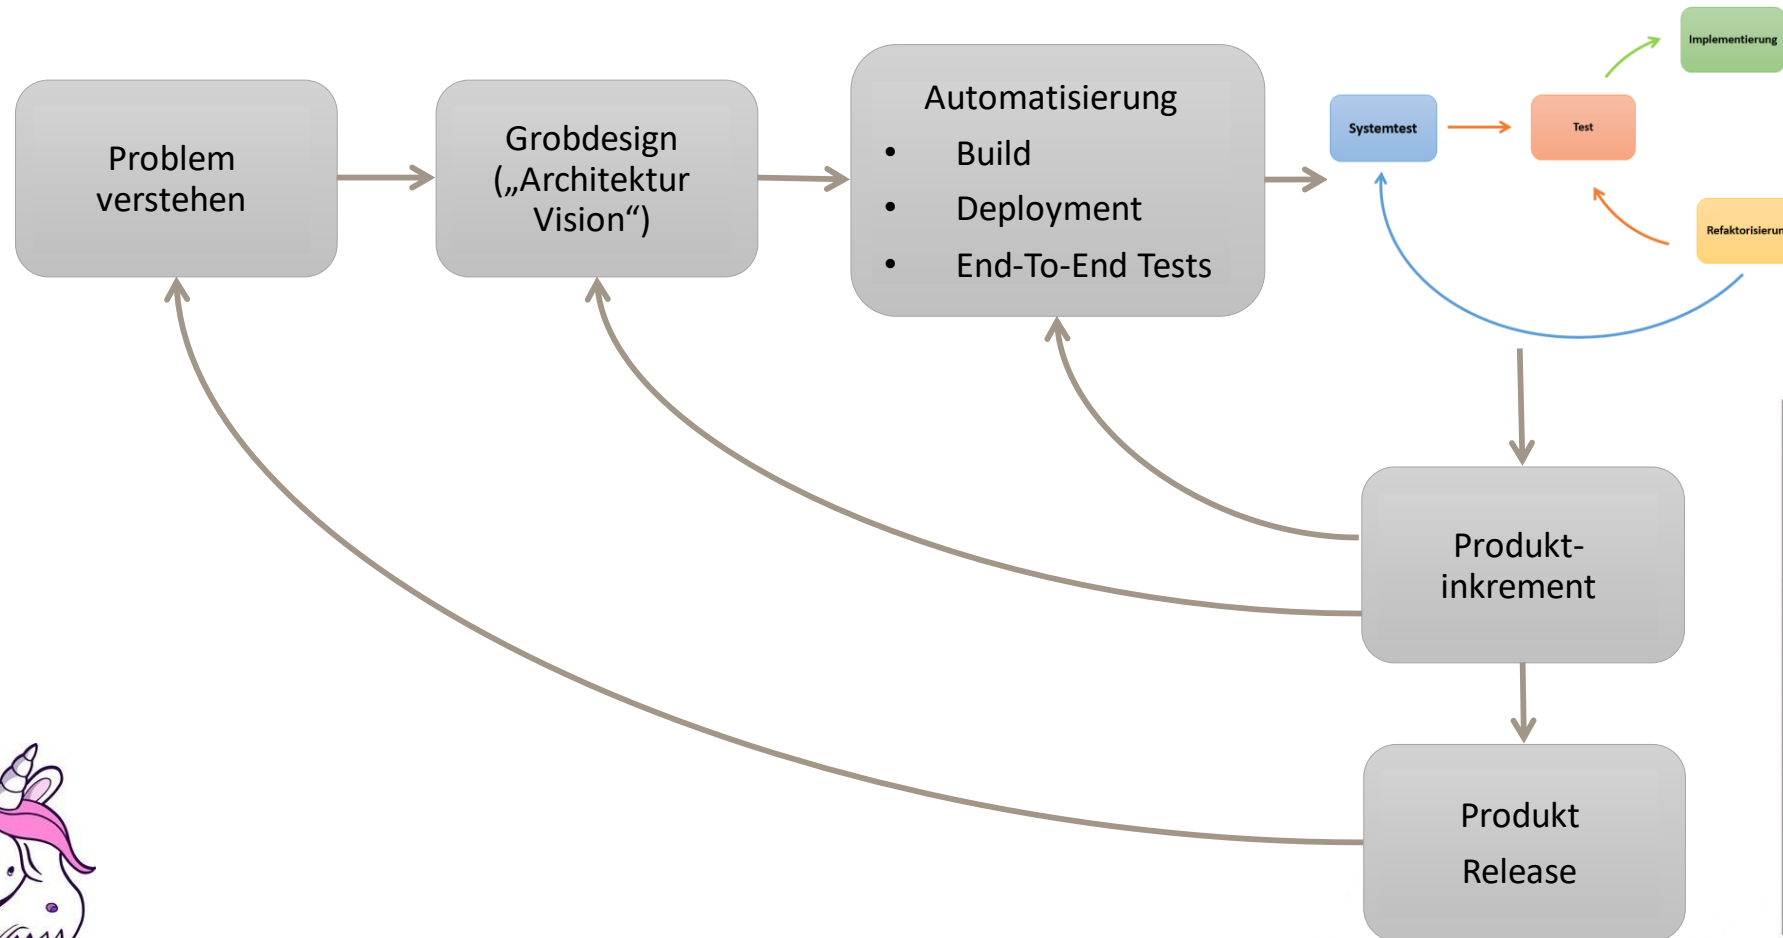 Problem
verstehen
Grobdesign
(„Architektur
Vision“)
Automatisierung
• Build
• Deployment
• End-To-End Tests
Systemtest
Test
Implementierung
Refaktorisierun
Produkt-
inkrement
Produkt
Release